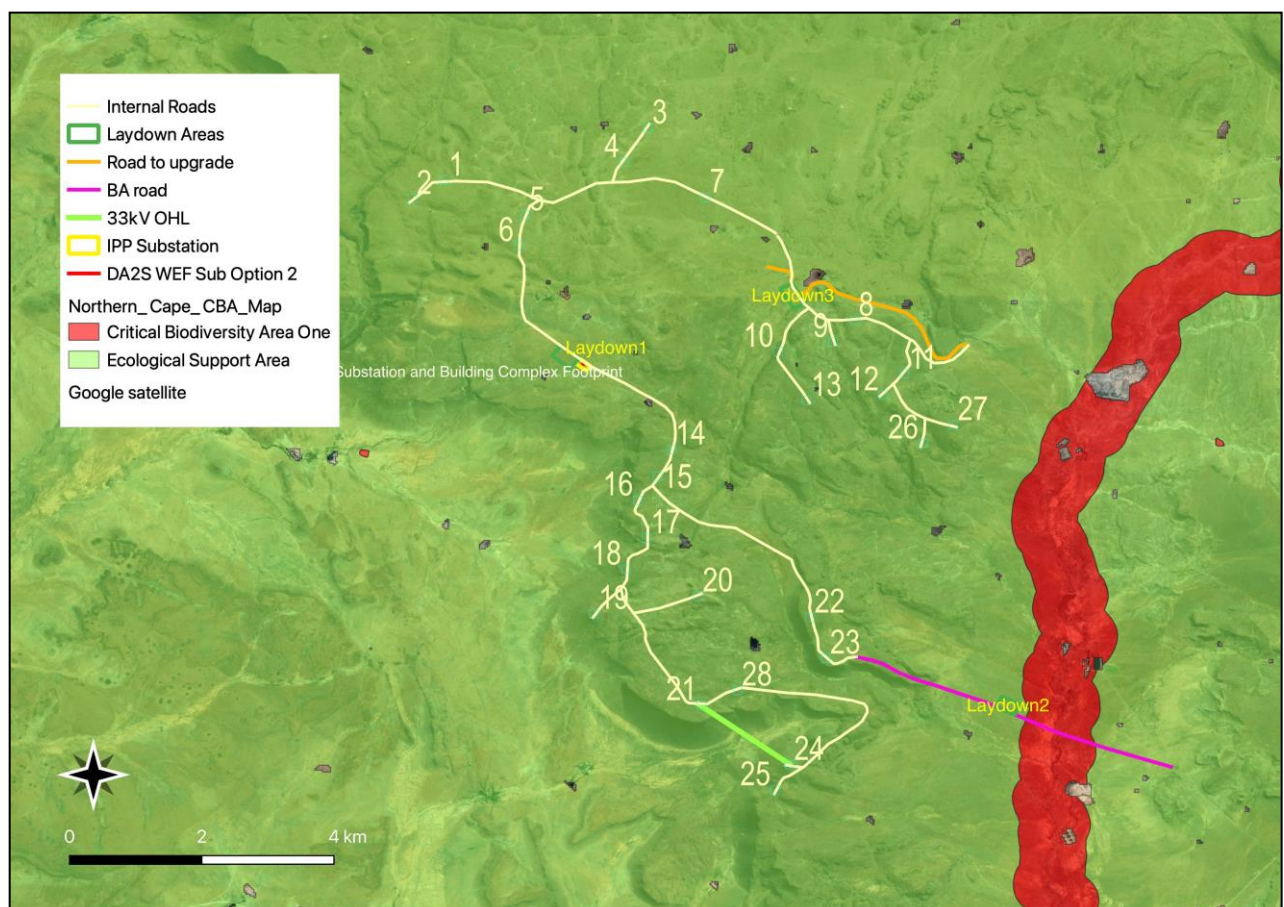 Internal Roads
Laydown Areas
Road to upgrade
BA road
33kV OHL
IPP Substation
DA2S WEF Sub Option 2
Northern_Cape_CBA_Map
Critical Biodiversity Area One
Ecological Support Area
Google satellite
3
4
1
2
5
7
6
Laydown3
8
10
9
Laydown1
11
Substation and Building Complex Footprint
13
12
27
26
14
15
16
17
18
20
19
22
23
28
21
Laydown2
24
25
0
2
4 km